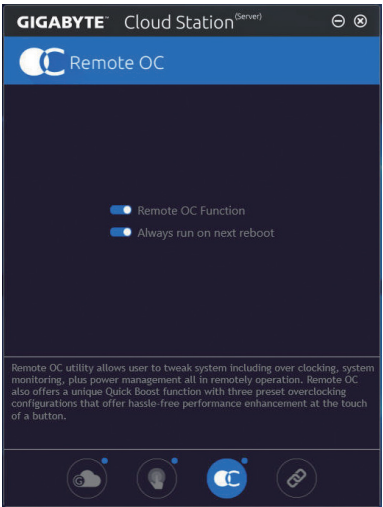 GIGABYTE™ Cloud Station (Server)
Remote OC
Remote OC Function
Always run on next reboot
Remote OC utility allows user to tweak system including over clocking, system
monitoring, plus power management all in remotely operation. Remote OC
also offers a unique Quick Boost function with three preset overclocking
configurations that offer hassle-free performance enhancement at the touch
of a button.